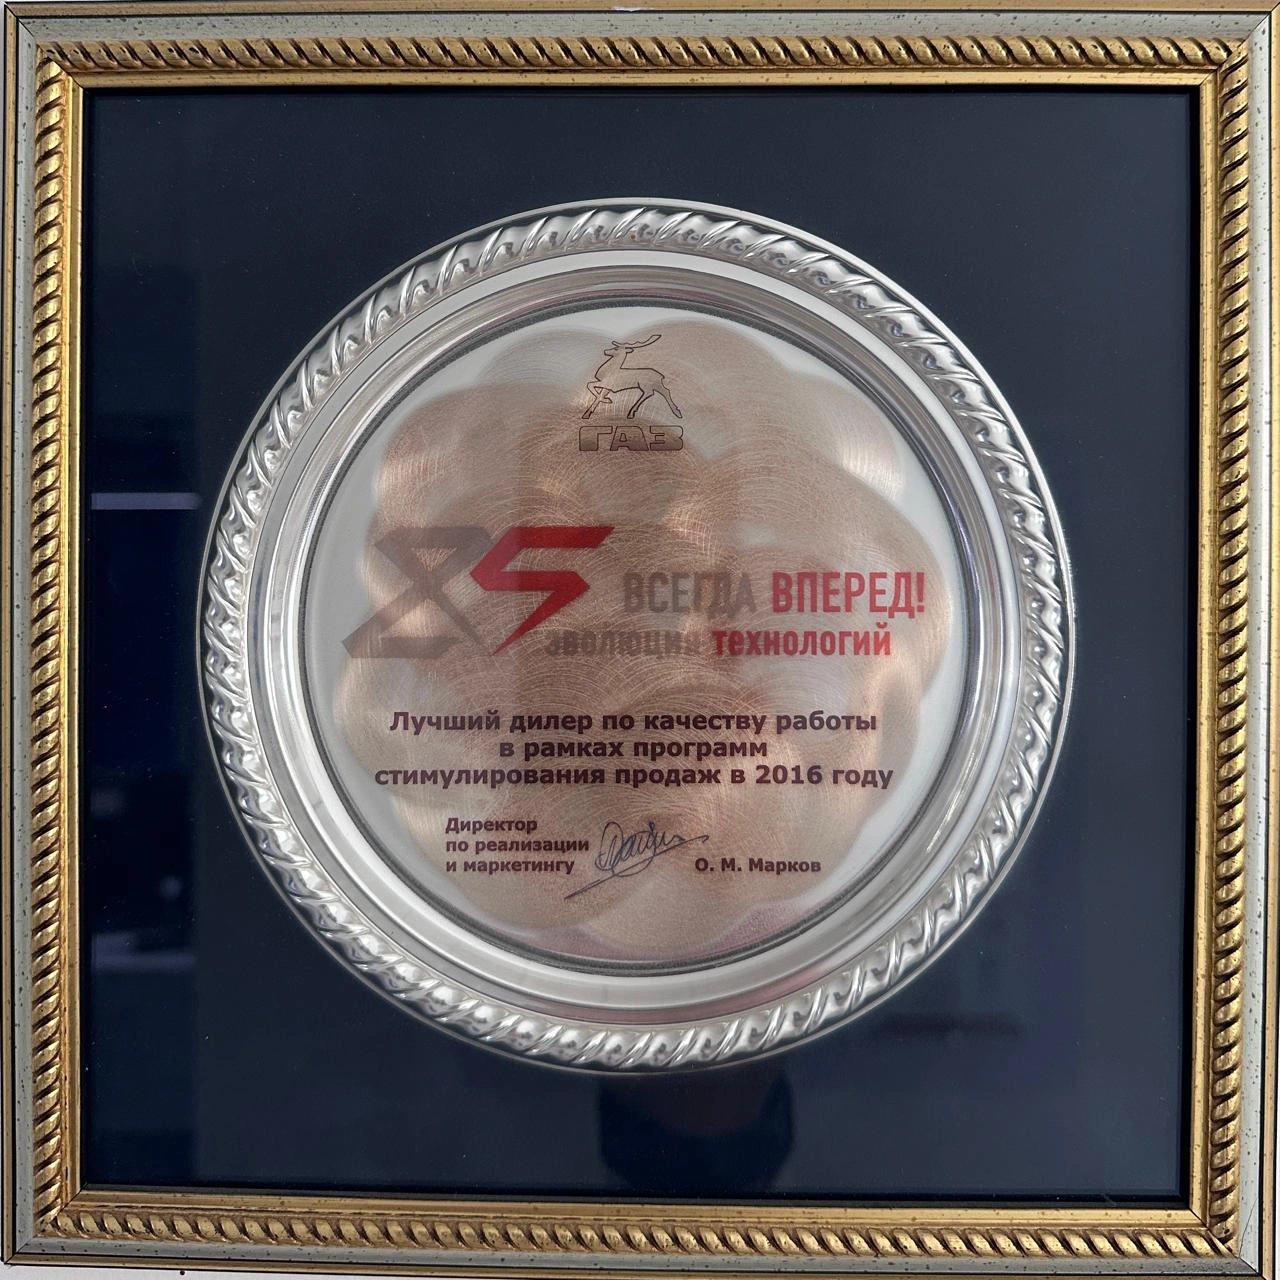 ГАЗ
85 ВСЕГДА ВПЕРЕД!
ЭВОЛЮЦИЯ ТЕХНОЛОГИЙ
Лучший дилер по качеству работы
в рамках программ
стимулирования продаж в 2016 году
Директор
по реализации
и маркетингу
О. М. Марков